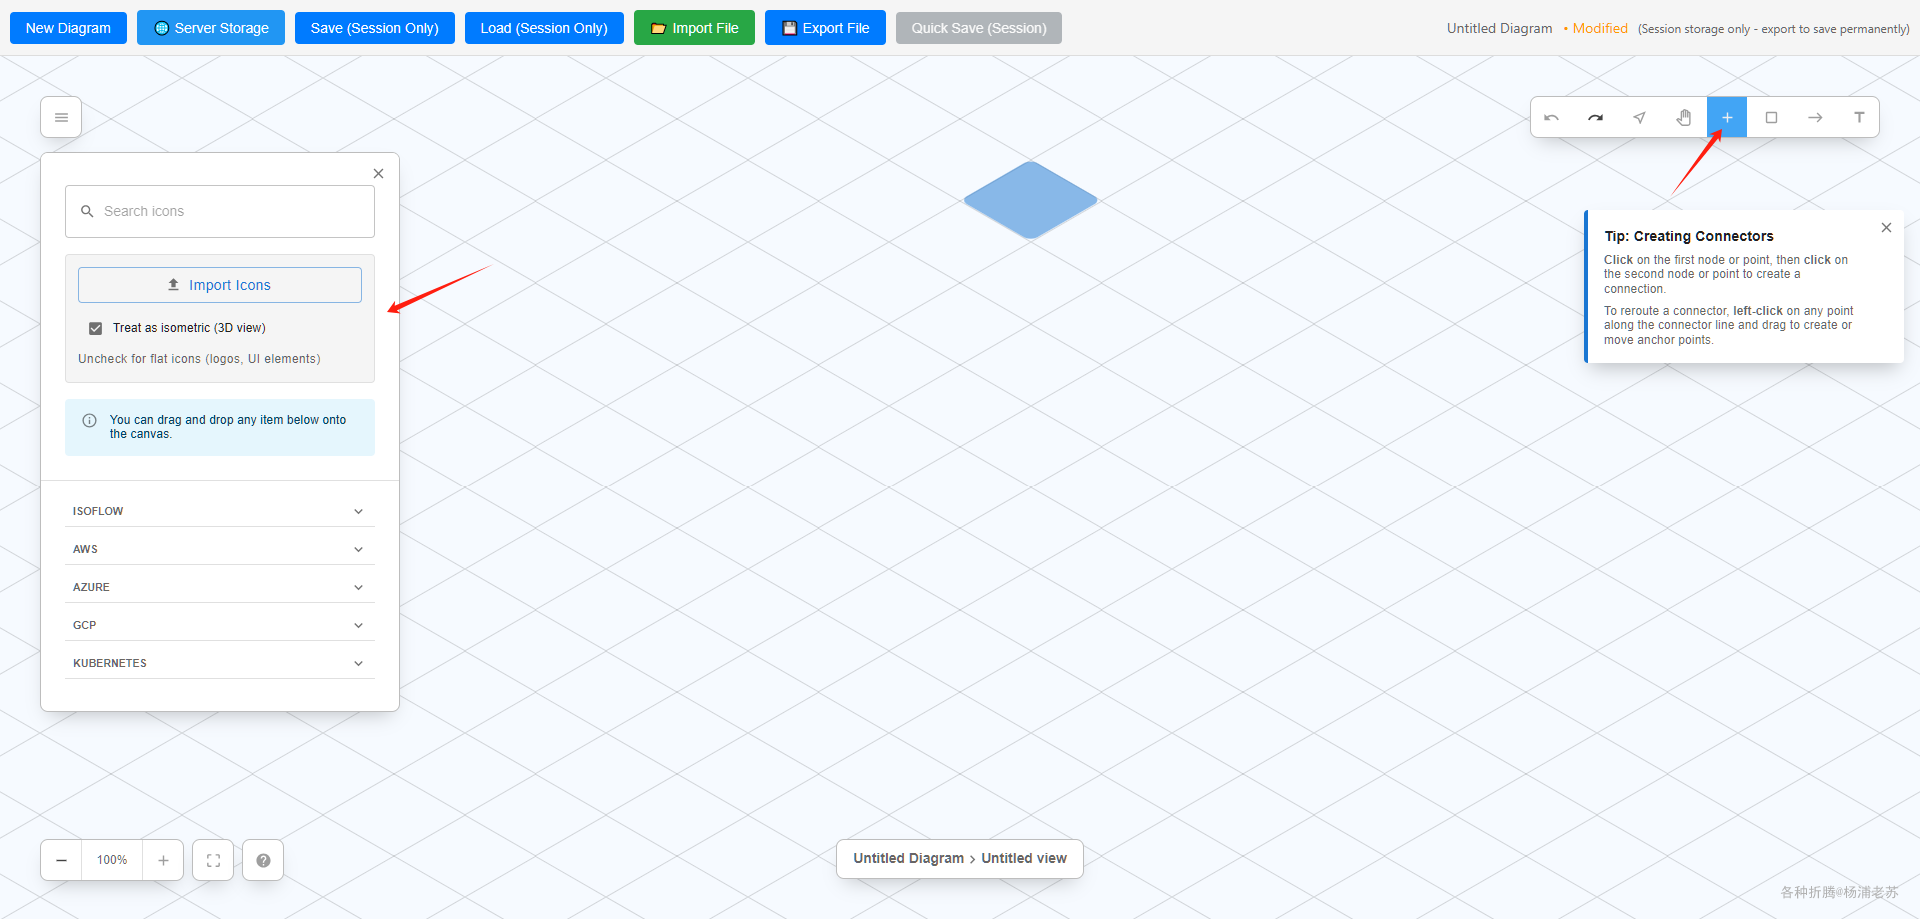 New Diagram
Server Storage
Save (Session Only)
Load (Session Only)
Import File
Export File
Quick Save (Session)
Untitled Diagram • Modified (Session storage only - export to save permanently)
Search icons
Import Icons
Treat as isometric (3D view)
Uncheck for flat icons (logos, UI elements)
You can drag and drop any item below onto
the canvas.
ISOFLOW
AWS
AZURE
GCP
KUBERNETES
T
Tip: Creating Connectors
Click on the first node or point, then click on
the second node or point to create a
connection.
To reroute a connector, left-click on any point
along the connector line and drag to create or
move anchor points.
100%
Untitled Diagram > Untitled view
各种折腾@杨浦老苏